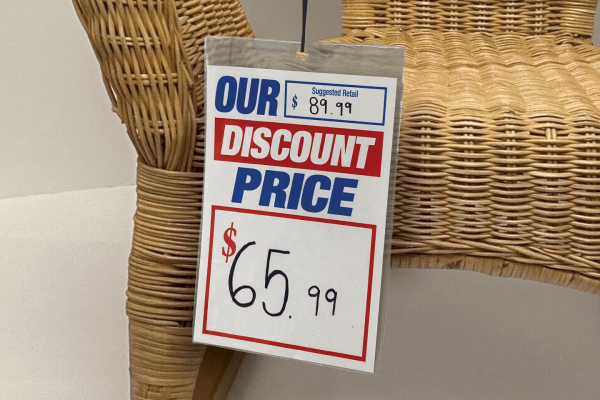 OUR
Suggested Retail
$ 89.99
DISCOUNT
PRICE
$65.99